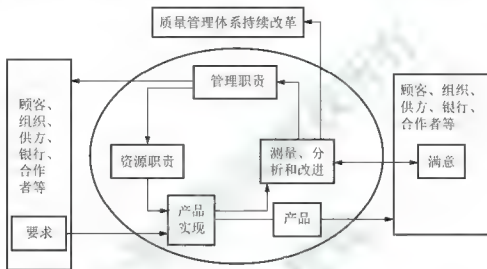 质量管理体系持续改革
管理职责
顾客、
组织、
供方、
银行、
合作
者等
顾客、组织、
供方、银行、
合作者等
资源职责
测量、分
析和改进
满意
产品
实现
产品
要求